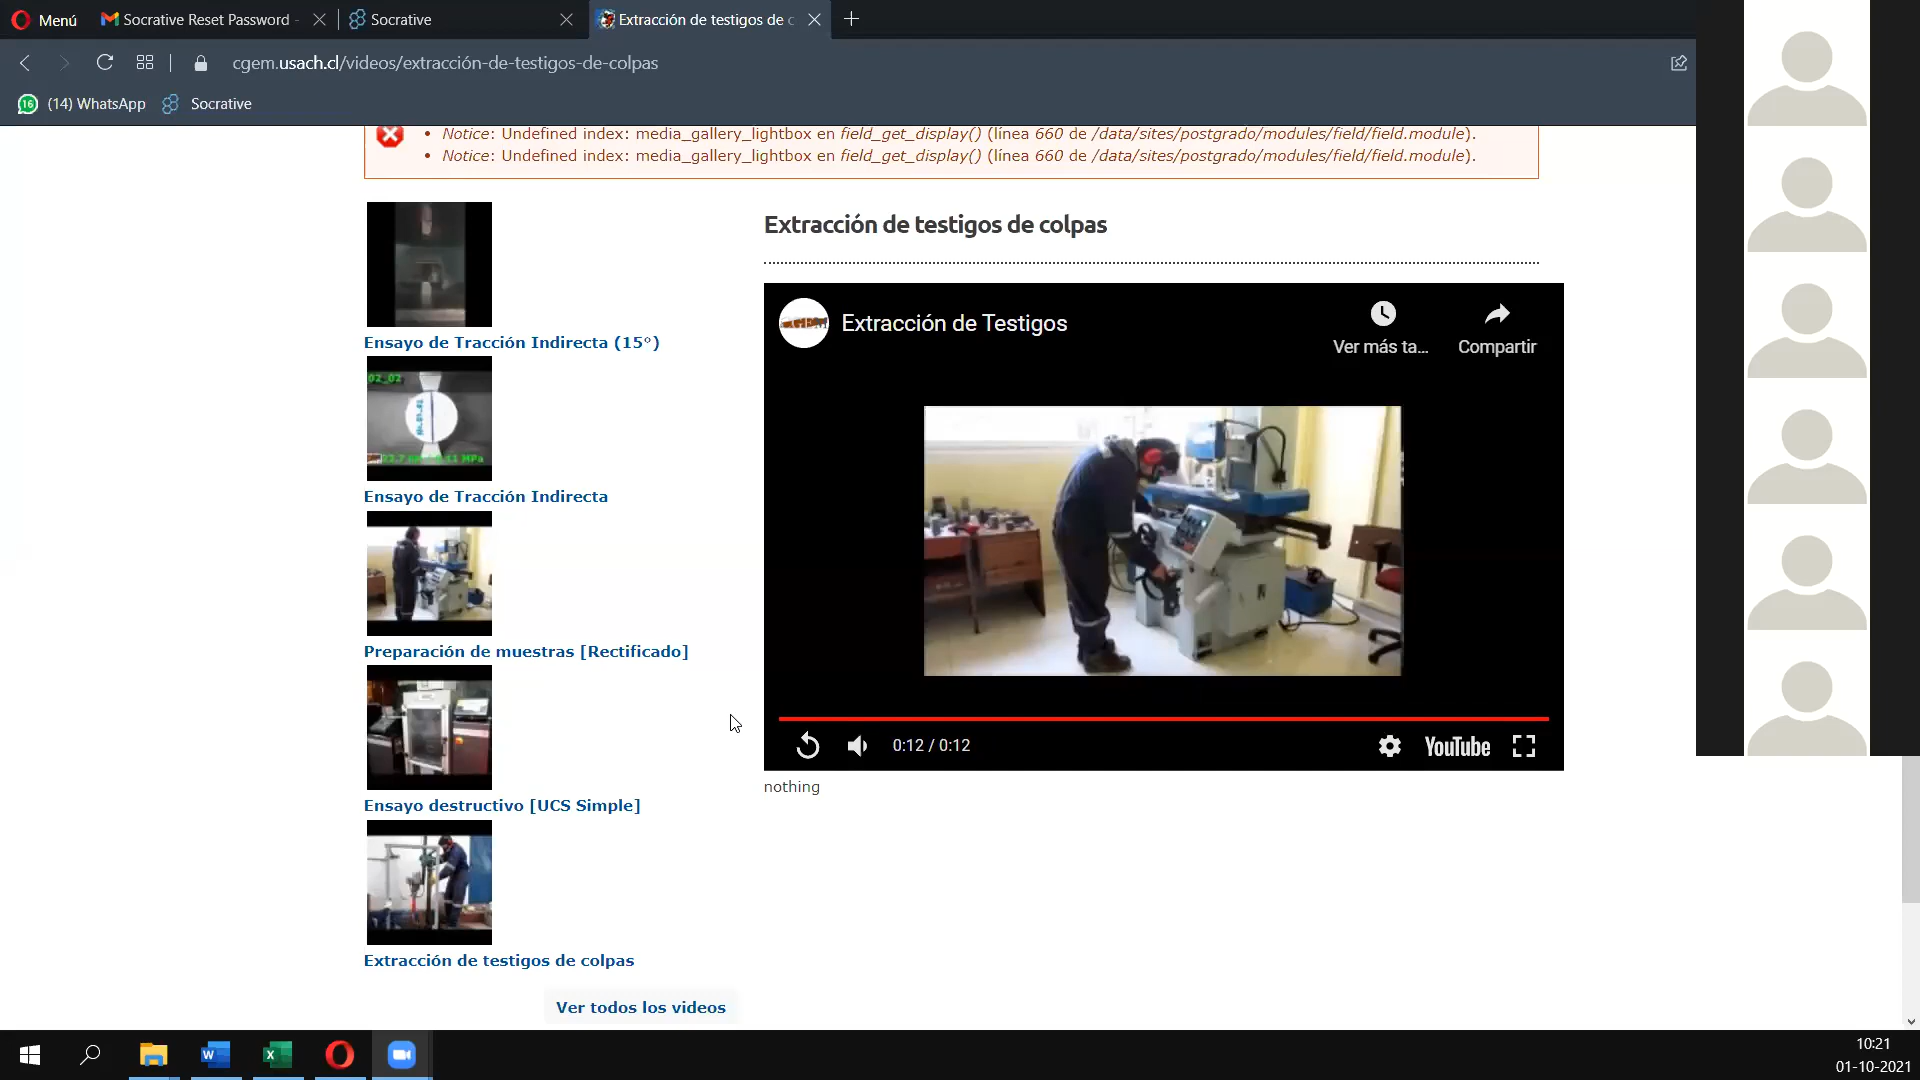 Menú
Socrative Reset Password -
Socrative
Extracción de testigos de c
cgem.usach.cl/videos/extracción-de-testigos-de-colpas
16
(14) WhatsApp
Socrative
• Notice: Undefined index: media_gallery_lightbox en field_get_display() (línea 660 de /data/sites/postgrado/modules/field/field.module).
• Notice: Undefined index: media_gallery_lightbox en field_get_display() (línea 660 de /data/sites/postgrado/modules/field/field.module).
Ensayo de Tracción Indirecta (15°)
02_02
Ensayo de Tracción Indirecta
Preparación de muestras [Rectificado]
Ensayo destructivo [UCS Simple]
Extracción de testigos de colpas
Ver todos los videos
Extracción de testigos de colpas
Extracción de Testigos
Ver más ta...
Compartir
0:12 / 0:12
YouTube
nothing
10:21
01-10-2021